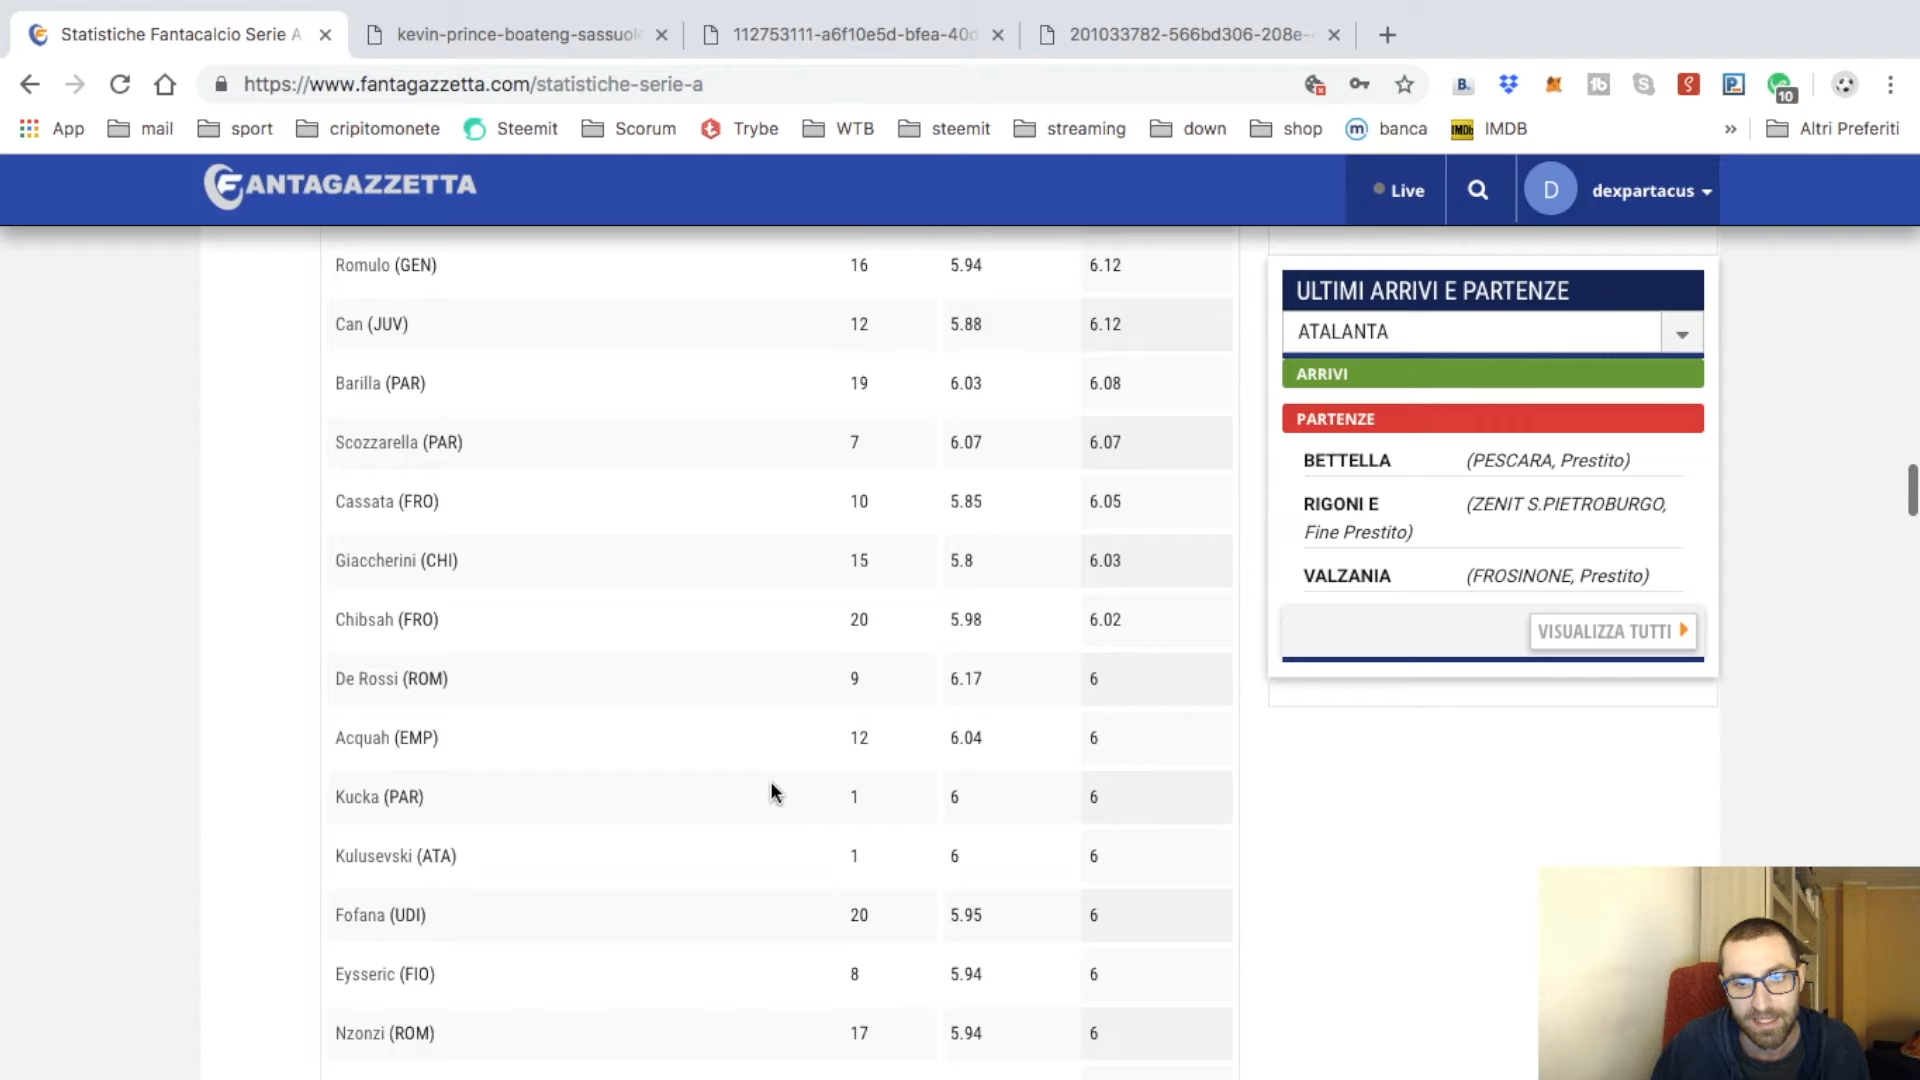 Statistiche Fantacalcio Serie A
kevin-prince-boateng-sassuolo
112753111-a6f10e5d-bfea-40d
201033782-566bd306-208e-
https://www.fantagazzetta.com/statistiche-serie-a
10
App mail sport cripitomonete Steemit Scorum Trybe WTB steemit streaming down shop banca IMDB » Altri Preferiti
FANTAGAZZETTA
Live
D
dexpartacus
Romulo (GEN) 16 5.94 6.12
Can (JUV) 12 5.88 6.12
Barilla (PAR) 19 6.03 6.08
Scozzarella (PAR) 7 6.07 6.07
Cassata (FRO) 10 5.85 6.05
Giaccherini (CHI) 15 5.8 6.03
Chibsah (FRO) 20 5.98 6.02
De Rossi (ROM) 9 6.17 6
Acquah (EMP) 12 6.04 6
Kucka (PAR) 1 6 6
Kulusevski (ATA) 1 6 6
Fofana (UDI) 20 5.95 6
Eysseric (FIO) 8 5.94 6
Nzonzi (ROM) 17 5.94 6
ULTIMI ARRIVI E PARTENZE
ATALANTA
ARRIVI
PARTENZE
BETTELLA (PESCARA, Prestito)
RIGONI E (ZENIT S.PIETROBURGO,
Fine Prestito)
VALZANIA (FROSINONE, Prestito)
VISUALIZZA TUTTI